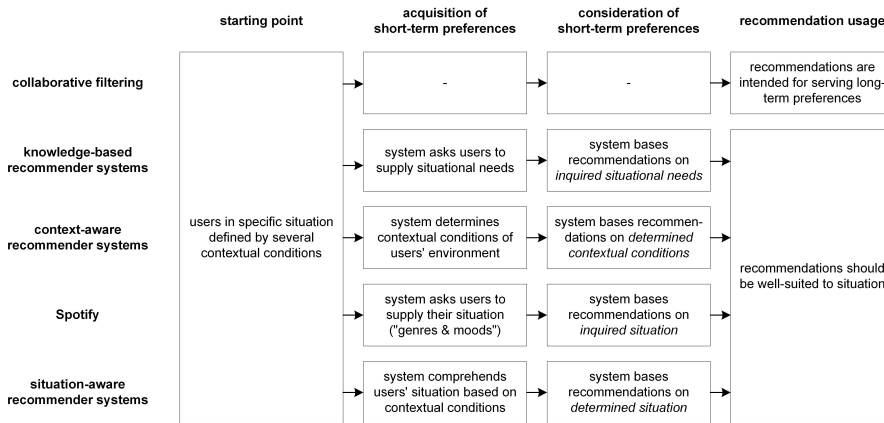 starting point
acquisition of
short-term preferences
consideration of
short-term preferences
recommendation usage
collaborative filtering
-
-
recommendations are
intended for serving long-
term preferences
knowledge-based
recommender systems
system asks users to
supply situational needs
system bases
recommendations on
inquired situational needs
context-aware
recommender systems
users in specific situation
defined by several
contextual conditions
system determines
contextual conditions of
users' environment
system bases recommen-
dations on determined
contextual conditions
recommendations should
be well-suited to situation
Spotify
system asks users to
supply their situation
("genres & moods")
system bases
recommendations on
inquired situation
situation-aware
recommender systems
system comprehends
users' situation based on
contextual conditions
system bases
recommendations on
determined situation